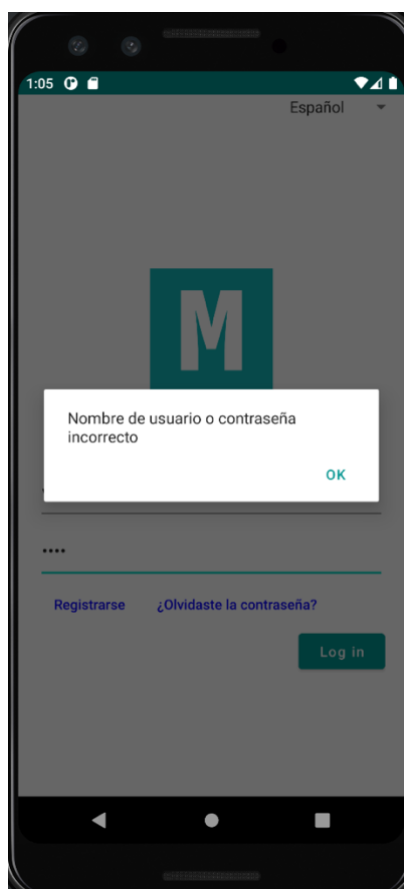 1:05
Español
M
Nombre de usuario o contraseña
incorrecto
OK
••••
Registrarse ¿Olvidaste la contraseña?
Log in